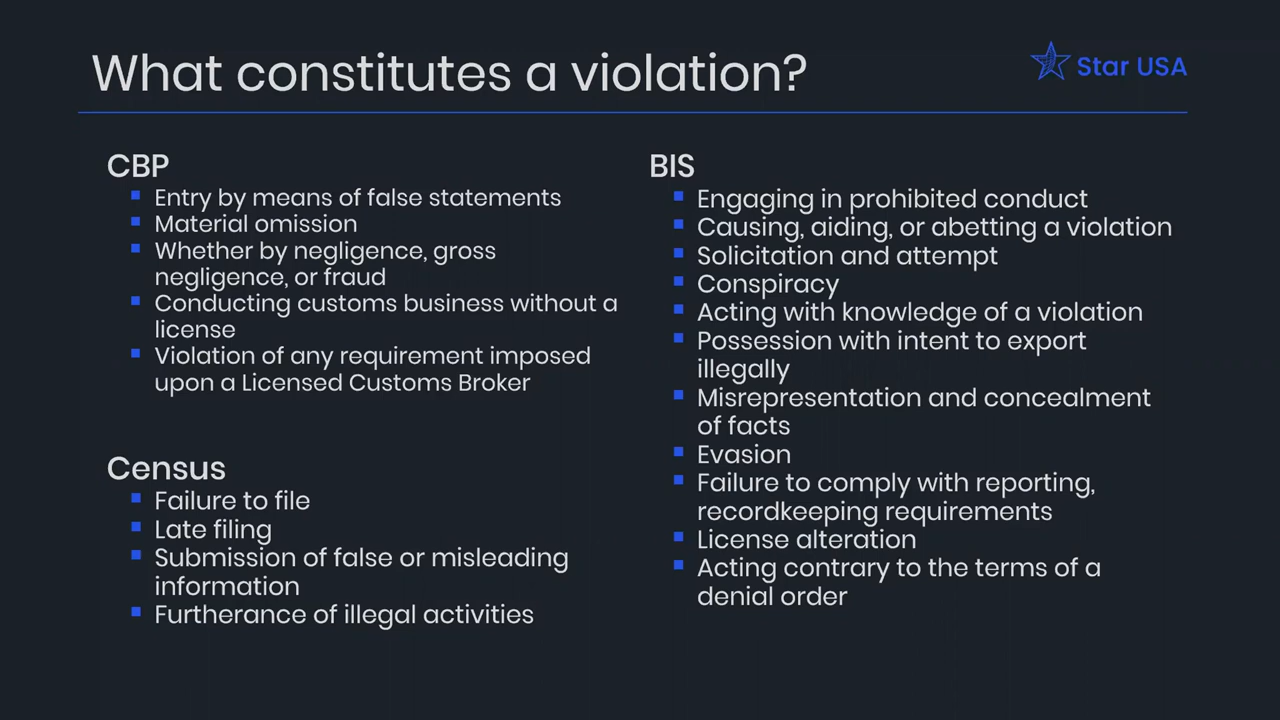 What constitutes a violation?
Star USA
CBP
Entry by means of false statements
Material omission
Whether by negligence, gross
negligence, or fraud
Conducting customs business without a
license
Violation of any requirement imposed
upon a Licensed Customs Broker
Census
Failure to file
Late filing
Submission of false or misleading
information
Furtherance of illegal activities
BIS
Engaging in prohibited conduct
Causing, aiding, or abetting a violation
Solicitation and attempt
Conspiracy
Acting with knowledge of a violation
Possession with intent to export
illegally
Misrepresentation and concealment
of facts
Evasion
Failure to comply with reporting,
recordkeeping requirements
License alteration
Acting contrary to the terms of a
denial order